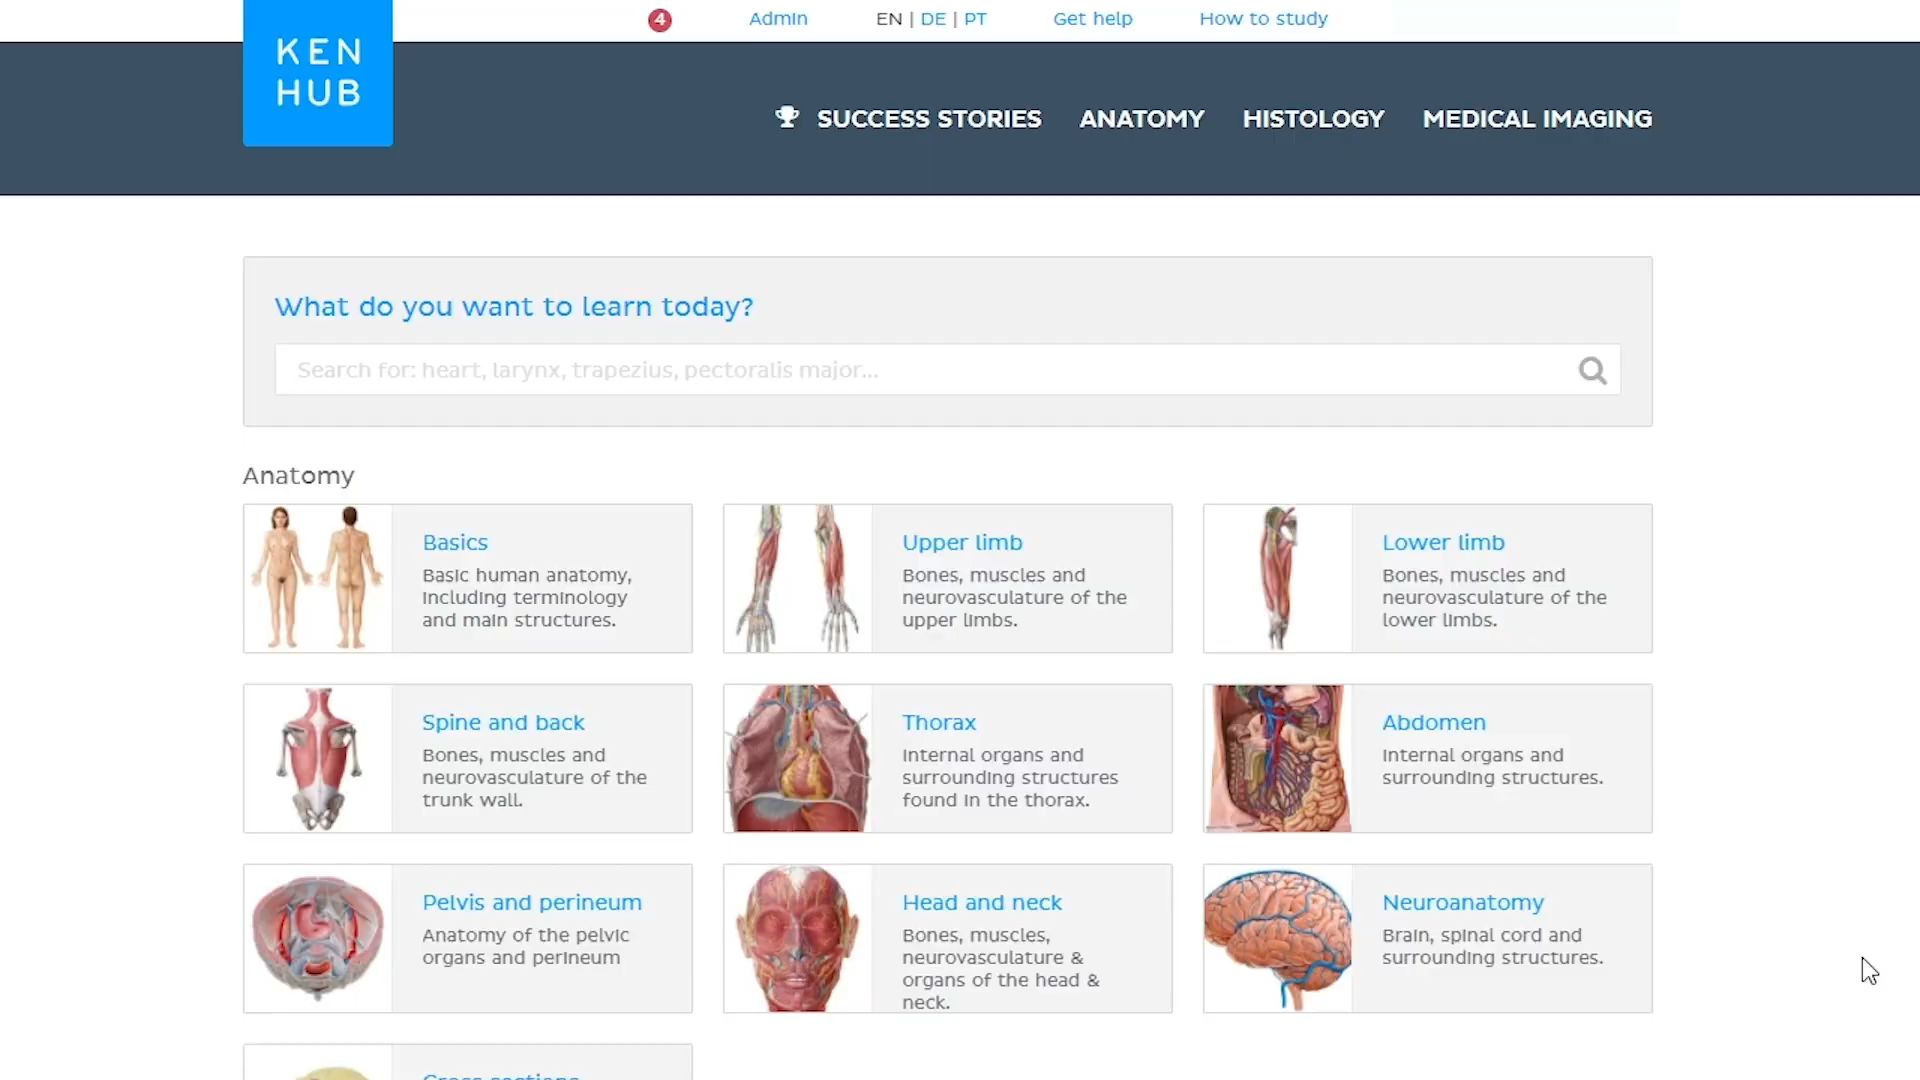 4 Admin EN | DE | PT Get help How to study
KEN
HUB
SUCCESS STORIES ANATOMY HISTOLOGY MEDICAL IMAGING
What do you want to learn today?
Search for: heart, larynx, trapezius, pectoralis major...
Anatomy
Basics
Basic human anatomy,
including terminology
and main structures.
Upper limb
Bones, muscles and
neurovasculature of the
upper limbs.
Lower limb
Bones, muscles and
neurovasculature of the
lower limbs.
Spine and back
Bones, muscles and
neurovasculature of the
trunk wall.
Thorax
Internal organs and
surrounding structures
found in the thorax.
Abdomen
Internal organs and
surrounding structures.
Pelvis and perineum
Anatomy of the pelvic
organs and perineum
Head and neck
Bones, muscles,
neurovasculature &
organs of the head &
neck.
Neuroanatomy
Brain, spinal cord and
surrounding structures.
Cross sections